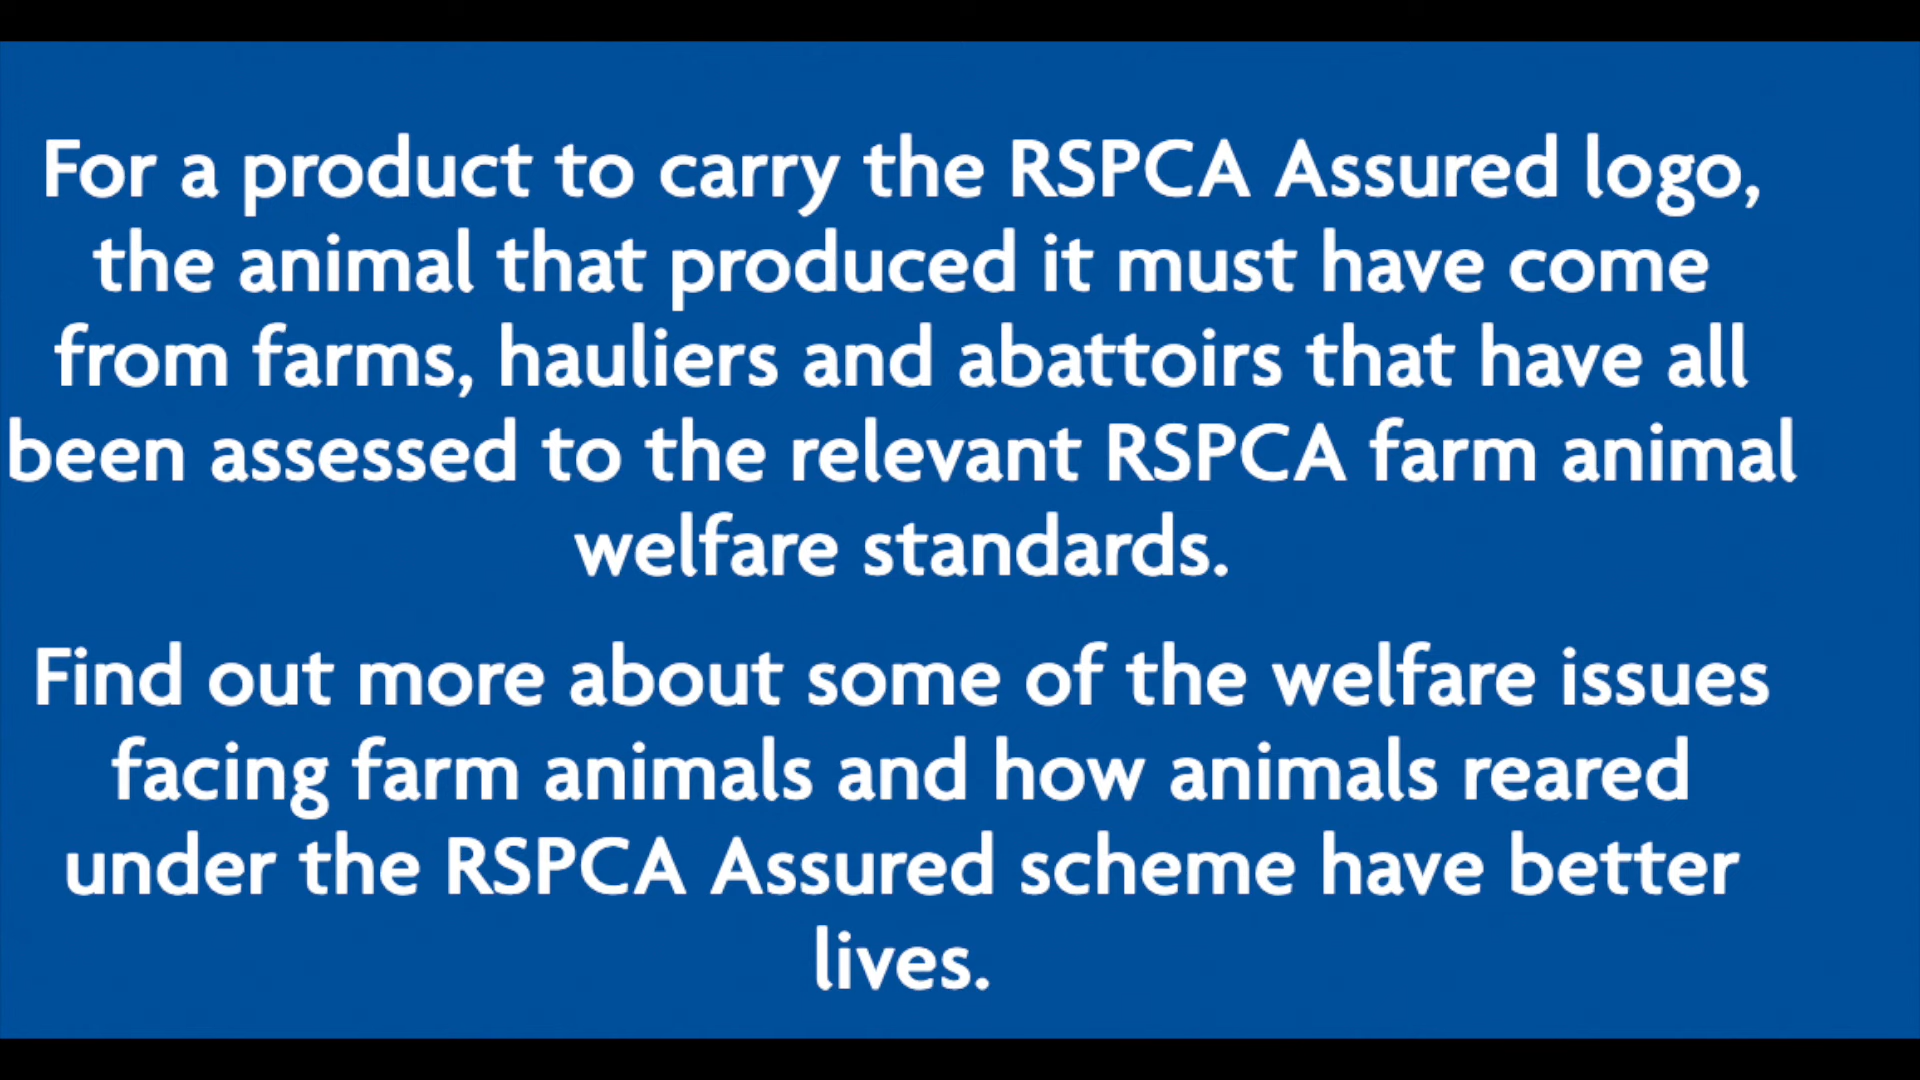 For a product to carry the RSPCA Assured logo,
the animal that produced it must have come
from farms, hauliers and abattoirs that have all
been assessed to the relevant RSPCA farm animal
welfare standards.
Find out more about some of the welfare issues
facing farm animals and how animals reared
under the RSPCA Assured scheme have better
lives.